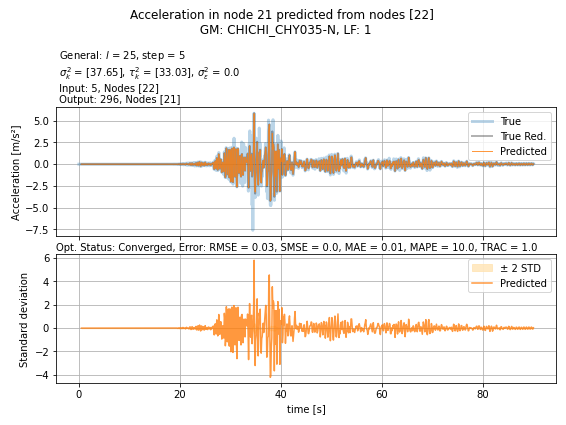 Acceleration in node 21 predicted from nodes [22]
GM: CHICHI_CHY035-N, LF: 1
General: l = 25, step = 5
σ²ₖ = [37.65], τ²ₖ = [33.03], σ²ε = 0.0
Input: 5, Nodes [22]
Output: 296, Nodes [21]
Acceleration [m/s²]
5.0
2.5
0.0
−2.5
−5.0
−7.5
True
True Red.
Predicted
Opt. Status: Converged, Error: RMSE = 0.03, SMSE = 0.0, MAE = 0.01, MAPE = 10.0, TRAC = 1.0
Standard deviation
6
4
2
0
−2
−4
± 2 STD
Predicted
0 20 40 60 80
time [s]